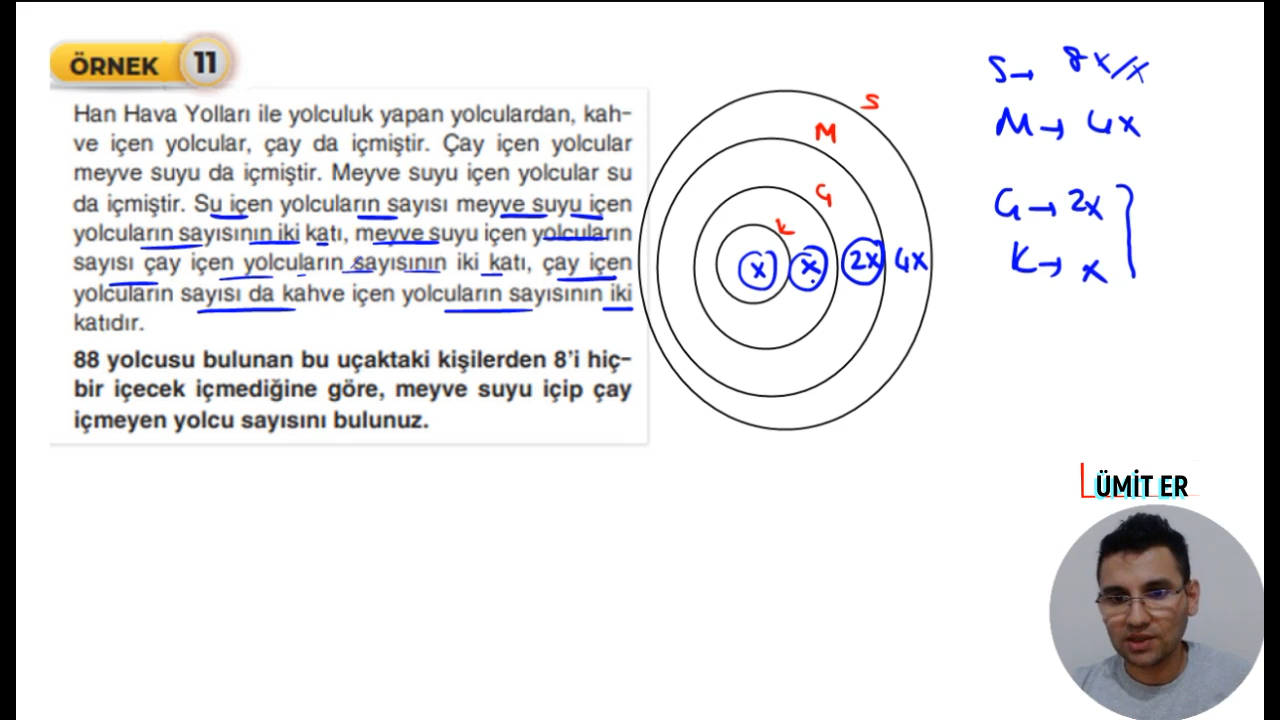 ÖRNEK 11
Han Hava Yolları ile yolculuk yapan yolculardan, kah-
ve içen yolcular, çay da içmiştir. Çay içen yolcular
meyve suyu da içmiştir. Meyve suyu içen yolcular su
da içmiştir. Su içen yolcuların sayısı meyve suyu içen
yolcuların sayısının iki katı, meyve suyu içen yolcuların
sayısı çay içen yolcuların sayısının iki katı, çay içen
yolcuların sayısı da kahve içen yolcuların sayısının iki
katıdır.
88 yolcusu bulunan bu uçaktaki kişilerden 8'i hiç-
bir içecek içmediğine göre, meyve suyu içip çay
içmeyen yolcu sayısını bulunuz.
S
M
Ç
K
x x 2x 4x
S→ 8x
M→ 4x
Ç→ 2x
K→ x
ÜMİT ER